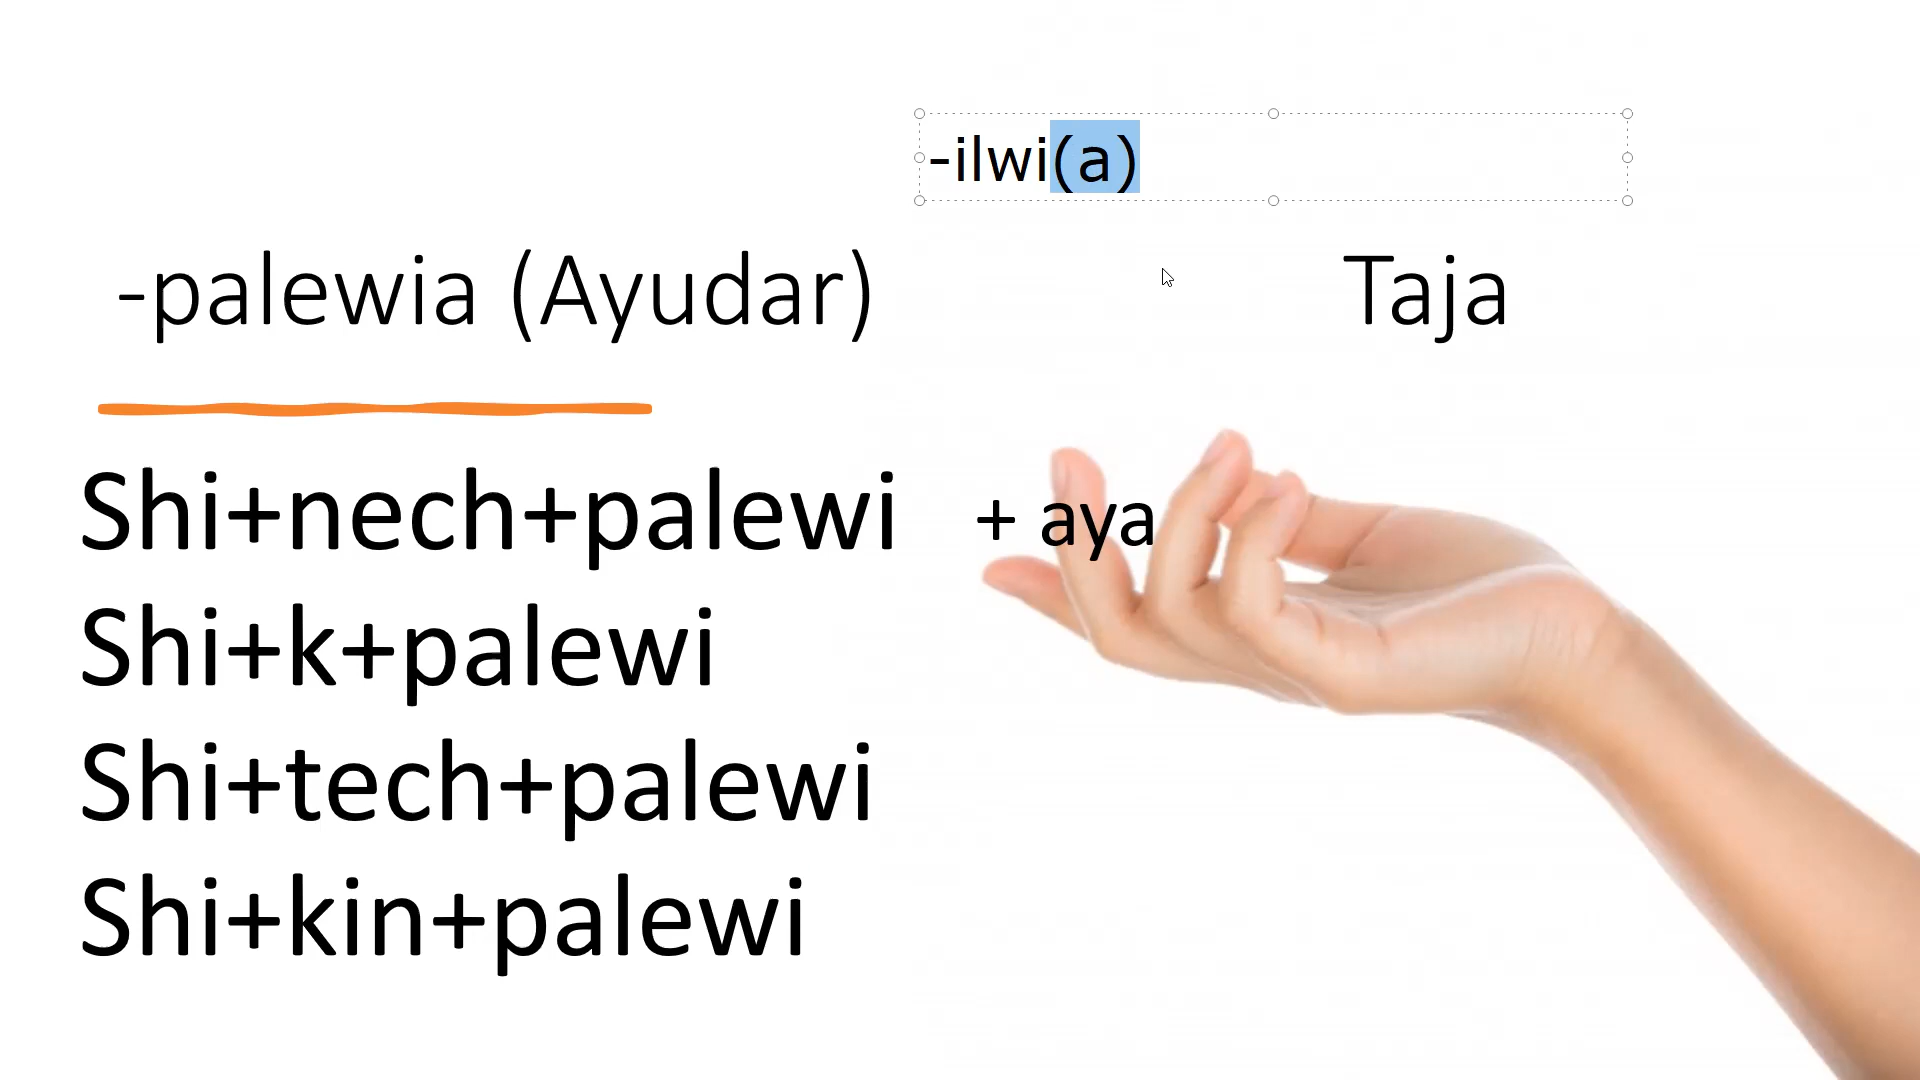 -ilwi(a)
-palewia (Ayudar)
Taja
Shi+nech+palewi
+ aya
Shi+k+palewi
Shi+tech+palewi
Shi+kin+palewi